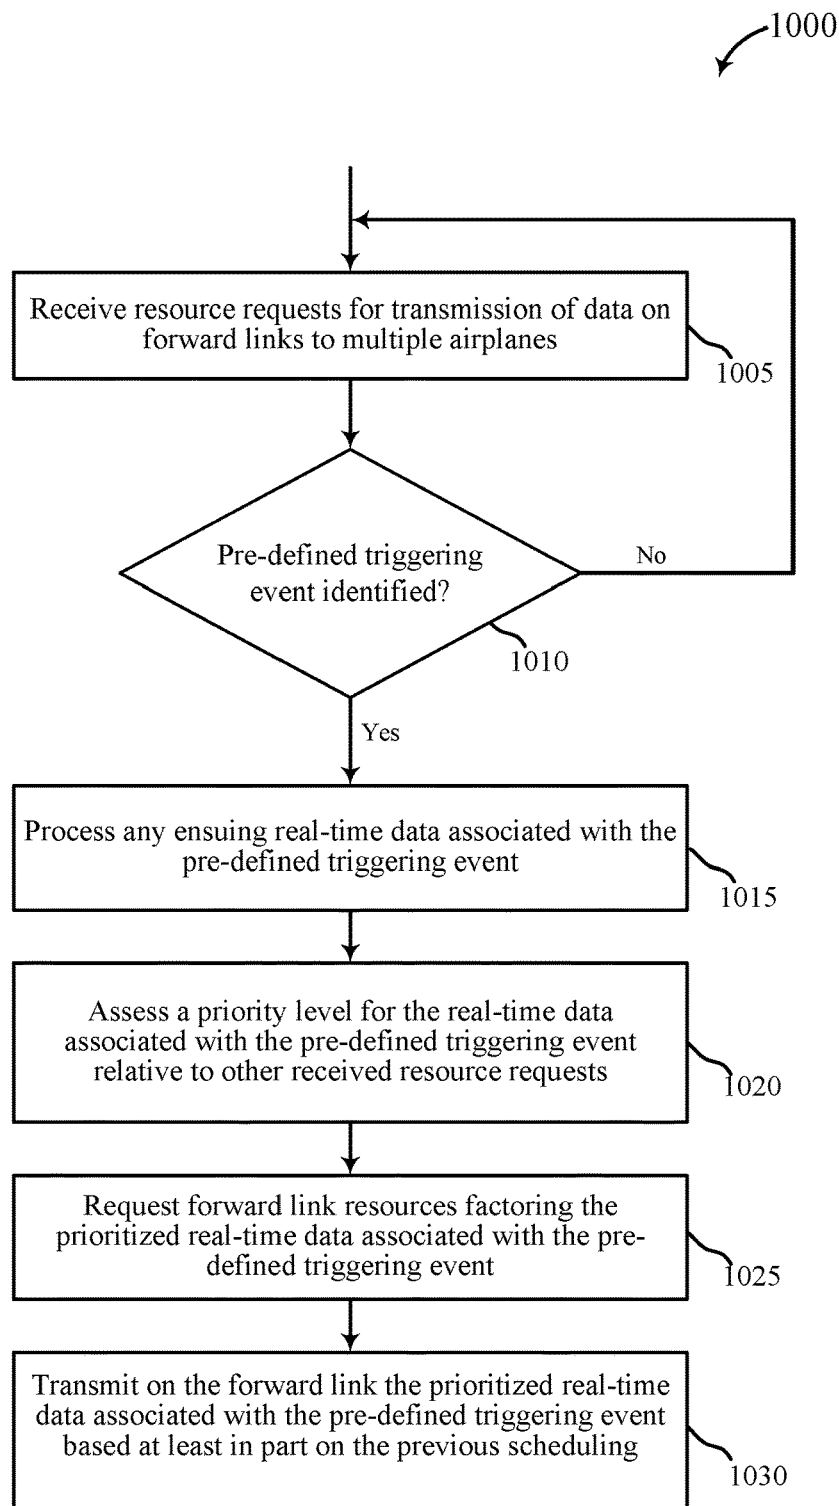 1000
Receive resource requests for transmission of data on
forward links to multiple airplanes
1005
Pre-defined triggering
event identified?
No
1010
Yes
Process any ensuing real-time data associated with the
pre-defined triggering event
1015
Assess a priority level for the real-time data
associated with the pre-defined triggering event
relative to other received resource requests
1020
Request forward link resources factoring the
prioritized real-time data associated with the pre-
defined triggering event
1025
Transmit on the forward link the prioritized real-time
data associated with the pre-defined triggering event
based at least in part on the previous scheduling
1030